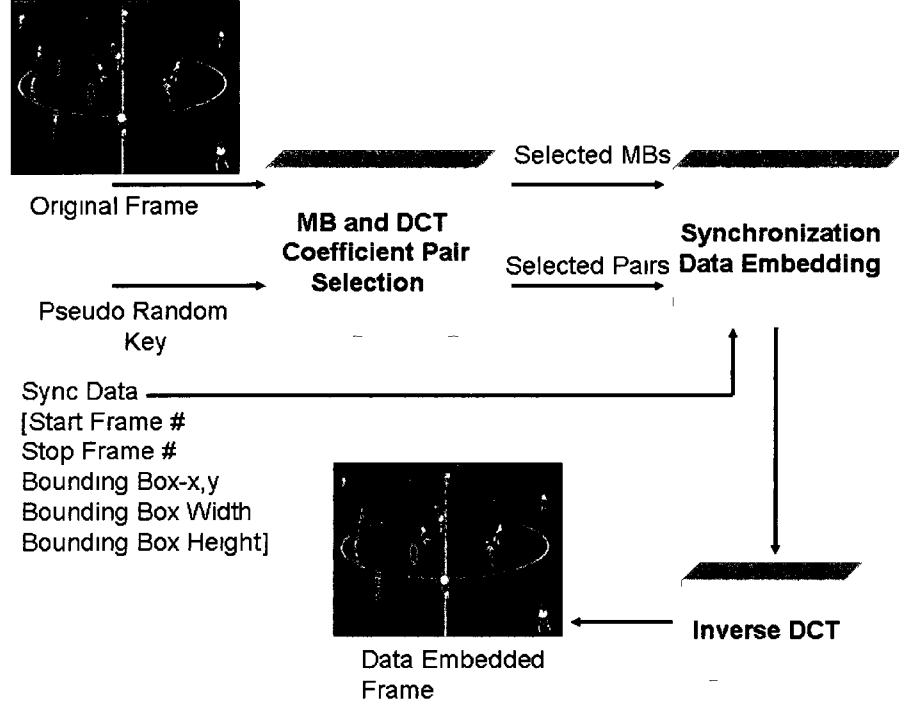 Original Frame
MB and DCT
Coefficient Pair
Selection
Selected MBs
Selected Pairs
Synchronization
Data Embedding
Pseudo Random
Key
Sync Data
[Start Frame #
Stop Frame #
Bounding Box-x,y
Bounding Box Width
Bounding Box Height]
Inverse DCT
Data Embedded
Frame